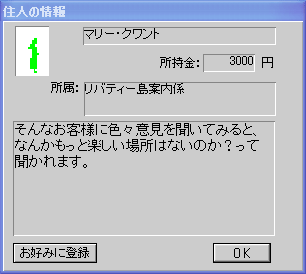 住人の情報
マリー・クワント
所持金: 3000 円
所属: リバティー島案内係
そんなお客様に色々意見を聞いてみると、
なんかもっと楽しい場所はないのか？って
聞かれます。
お好みに登録 OK